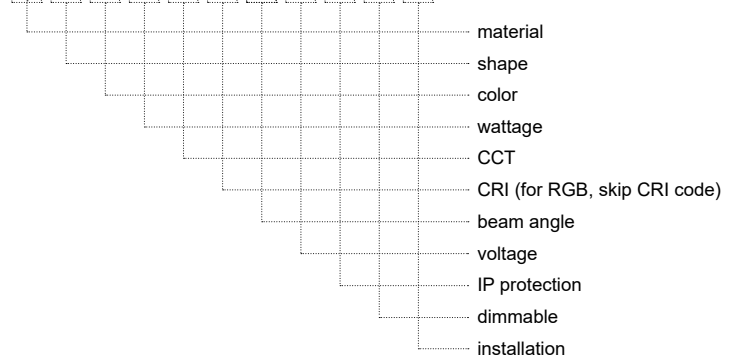 material
shape
color
wattage
CCT
CRI (for RGB, skip CRI code)
beam angle
voltage
IP protection
dimmable
installation